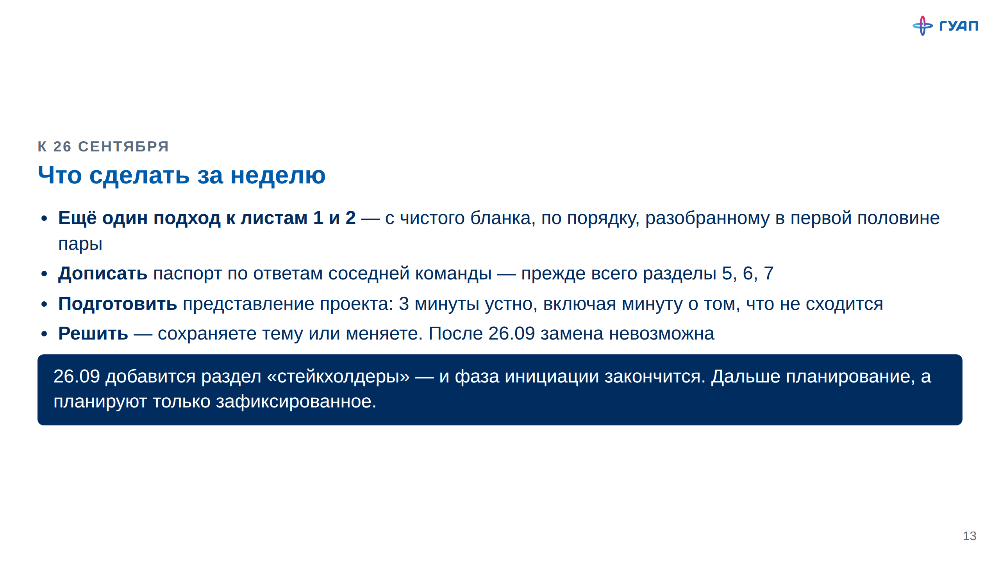 ГУАП
К 26 СЕНТЯБРЯ
Что сделать за неделю
• Ещё один подход к листам 1 и 2 — с чистого бланка, по порядку, разобранному в первой половине
пары
• Дописать паспорт по ответам соседней команды — прежде всего разделы 5, 6, 7
• Подготовить представление проекта: 3 минуты устно, включая минуту о том, что не сходится
• Решить — сохраняете тему или меняете. После 26.09 замена невозможна
26.09 добавится раздел «стейкхолдеры» — и фаза инициации закончится. Дальше планирование, а
планируют только зафиксированное.
13